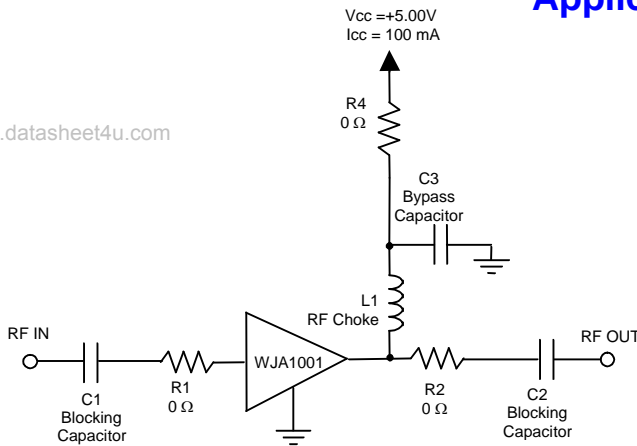 Vcc =+5.00V
Icc = 100 mA
R4
0 Ω
.datasheet4u.com
C3
Bypass
Capacitor
L1
RF Choke
RF IN
RF OUT
WJA1001
C1
Blocking
Capacitor
R1
0 Ω
R2
0 Ω
C2
Blocking
Capacitor